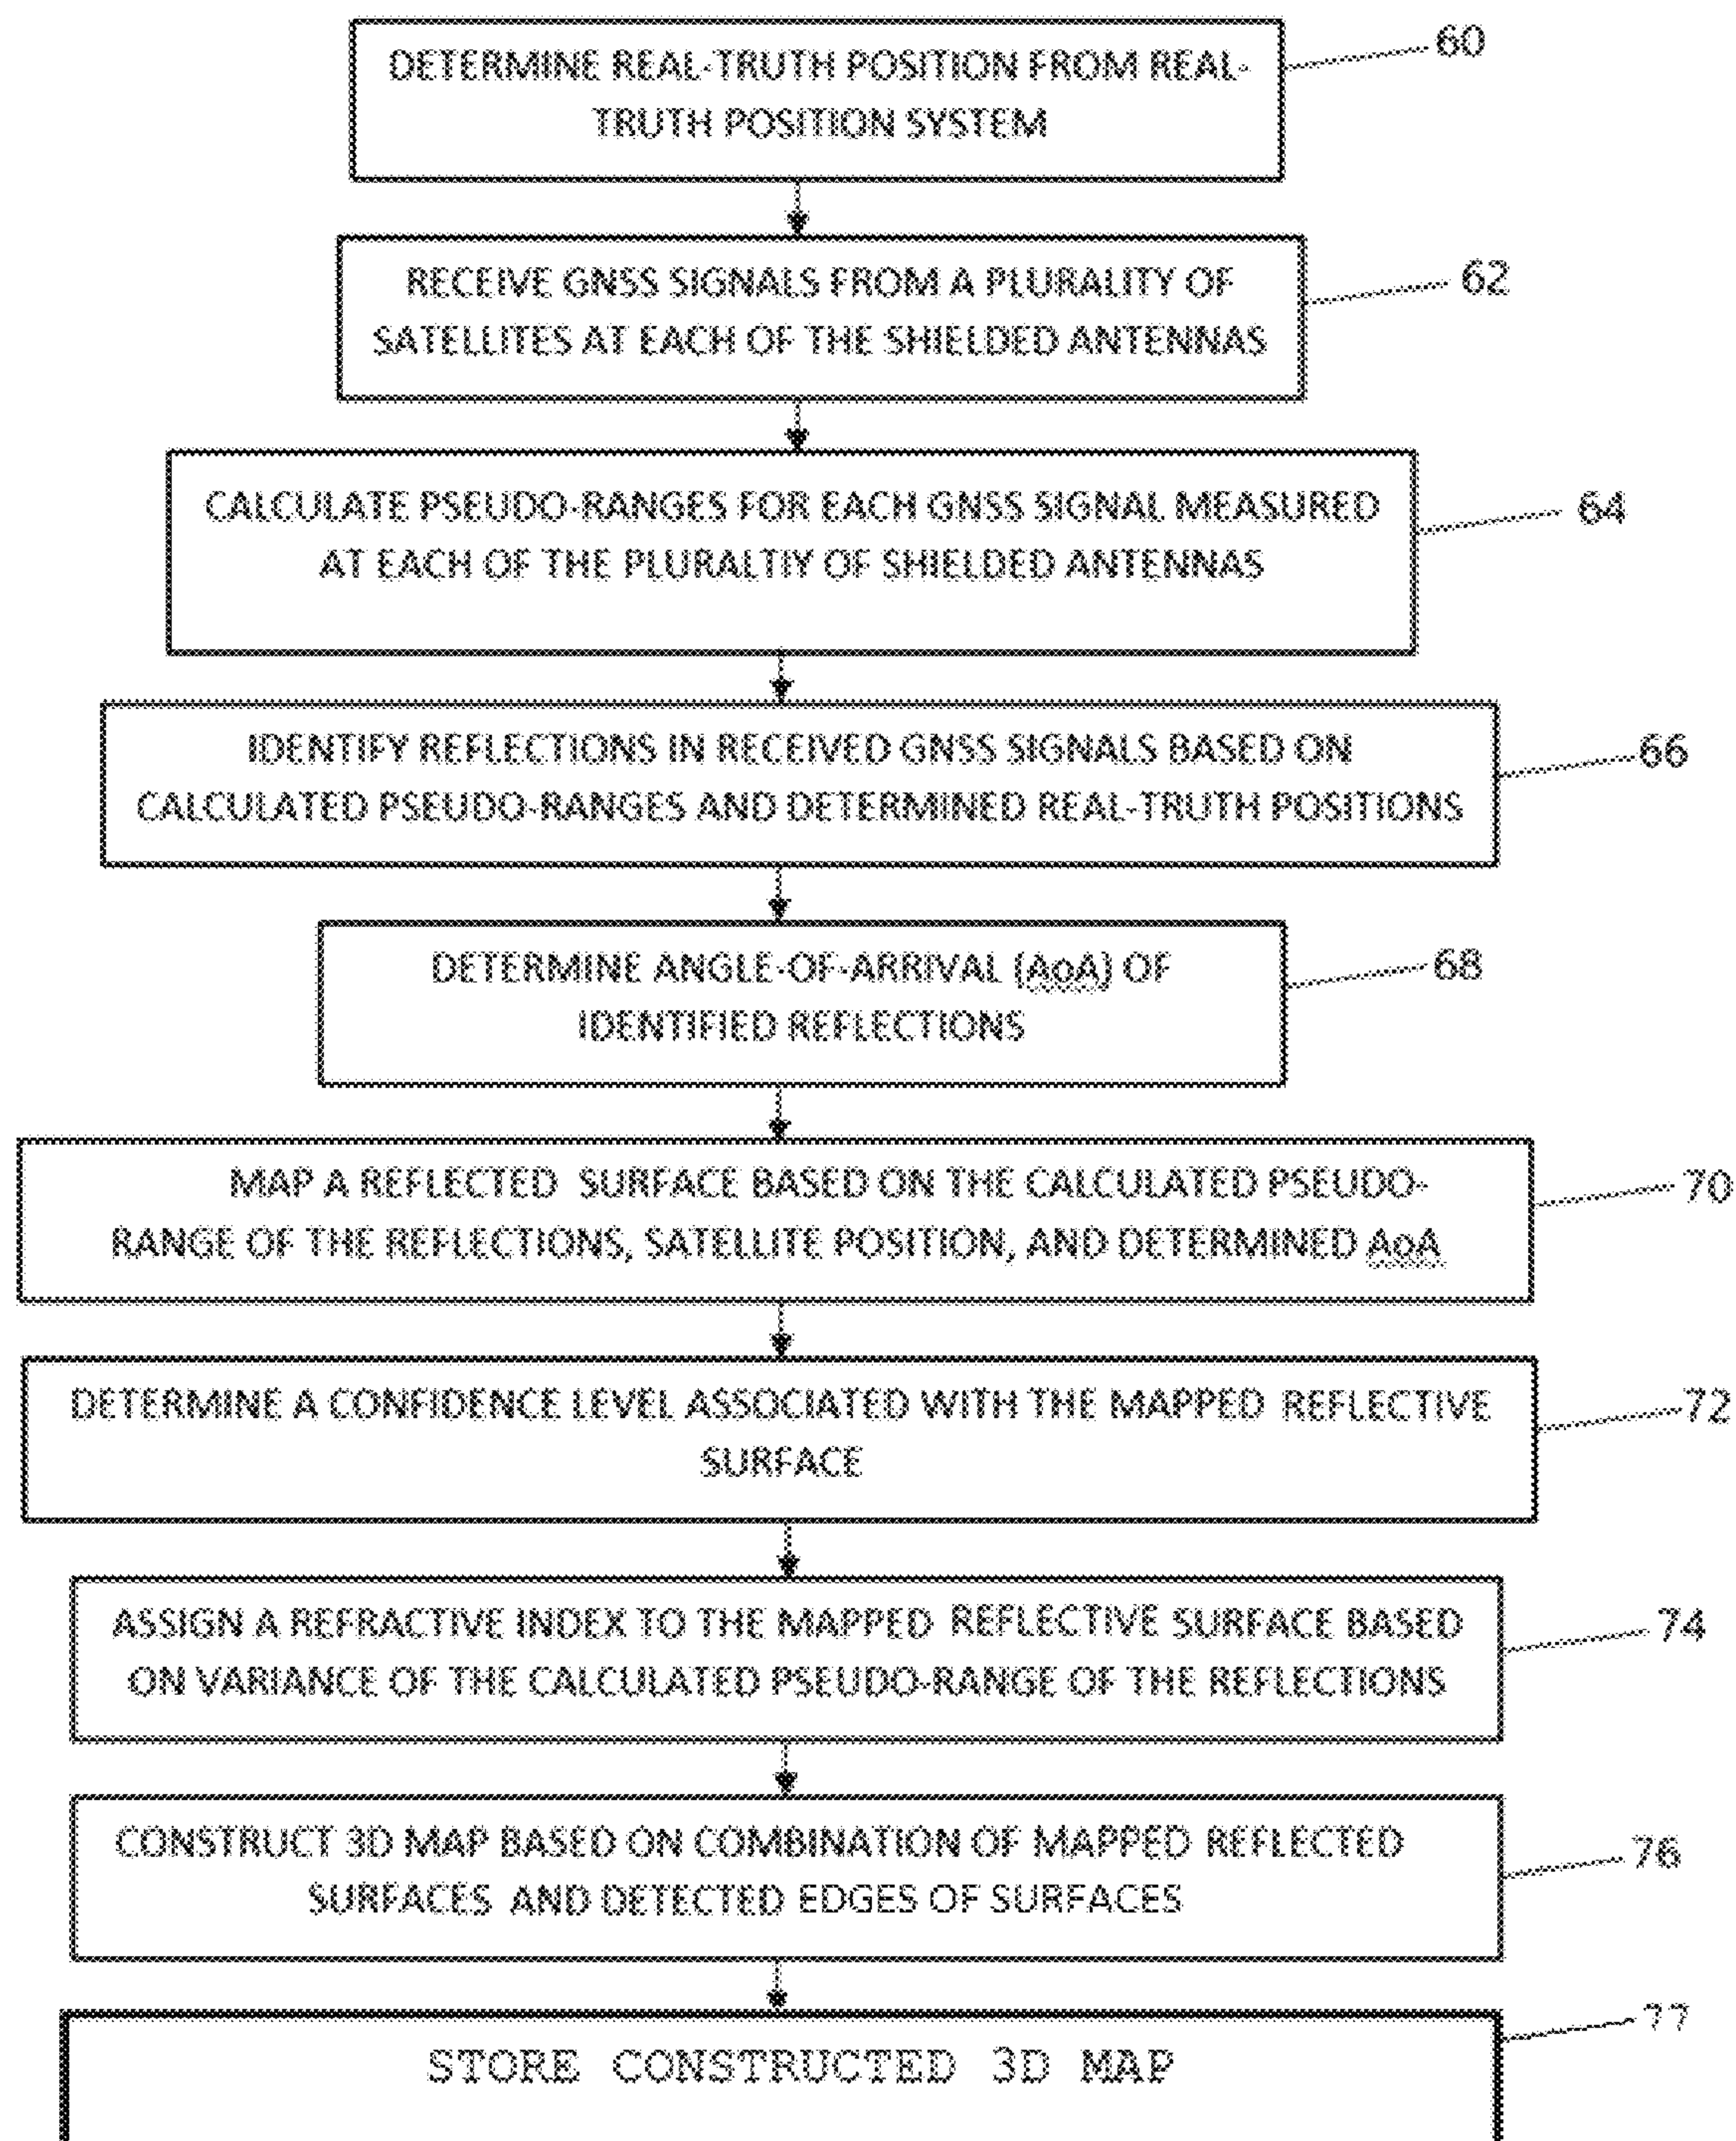 DETERMINE REAL-TRUTH POSITION FROM REAL-
TRUTH POSITION SYSTEM
60
RECEIVE GNSS SIGNALS FROM A PLURALITY OF
SATELLITES AT EACH OF THE SHIELDED ANTENNAS
62
CALCULATE PSEUDO-RANGES FOR EACH GNSS SIGNAL MEASURED
AT EACH OF THE PLURALTIY OF SHIELDED ANTENNAS
64
IDENTIFY REFLECTIONS IN RECEIVED GNSS SIGNALS BASED ON
CALCULATED PSEUDO-RANGES AND DETERMINED REAL-TRUTH POSITIONS
66
DETERMINE ANGLE-OF-ARRIVAL (AoA) OF
IDENTIFIED REFLECTIONS
68
MAP A REFLECTED SURFACE BASED ON THE CALCULATED PSEUDO-
RANGE OF THE REFLECTIONS, SATELLITE POSITION, AND DETERMINED AoA
70
DETERMINE A CONFIDENCE LEVEL ASSOCIATED WITH THE MAPPED REFLECTIVE
SURFACE
72
ASSIGN A REFRACTIVE INDEX TO THE MAPPED REFLECTIVE SURFACE BASED
ON VARIANCE OF THE CALCULATED PSEUDO-RANGE OF THE REFLECTIONS
74
CONSTRUCT 3D MAP BASED ON COMBINATION OF MAPPED REFLECTED
SURFACES AND DETECTED EDGES OF SURFACES
76
STORE CONSTRUCTED 3D MAP
77